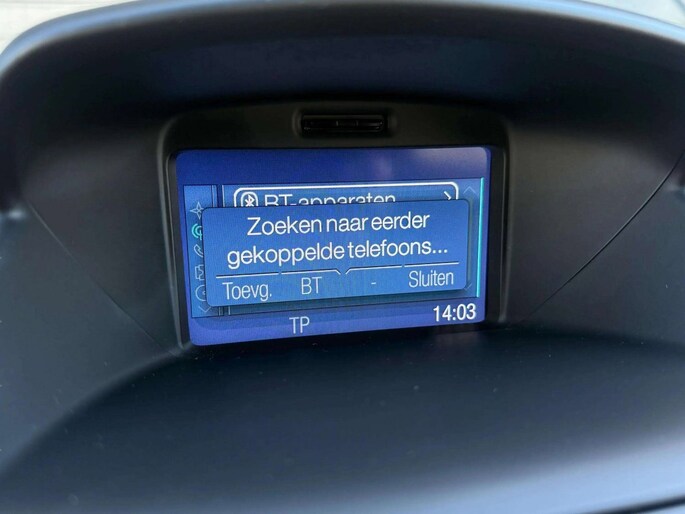 BT-apparaten
Zoeken naar eerder
gekoppelde telefoons...
Toevg. BT - Sluiten
TP 14:03